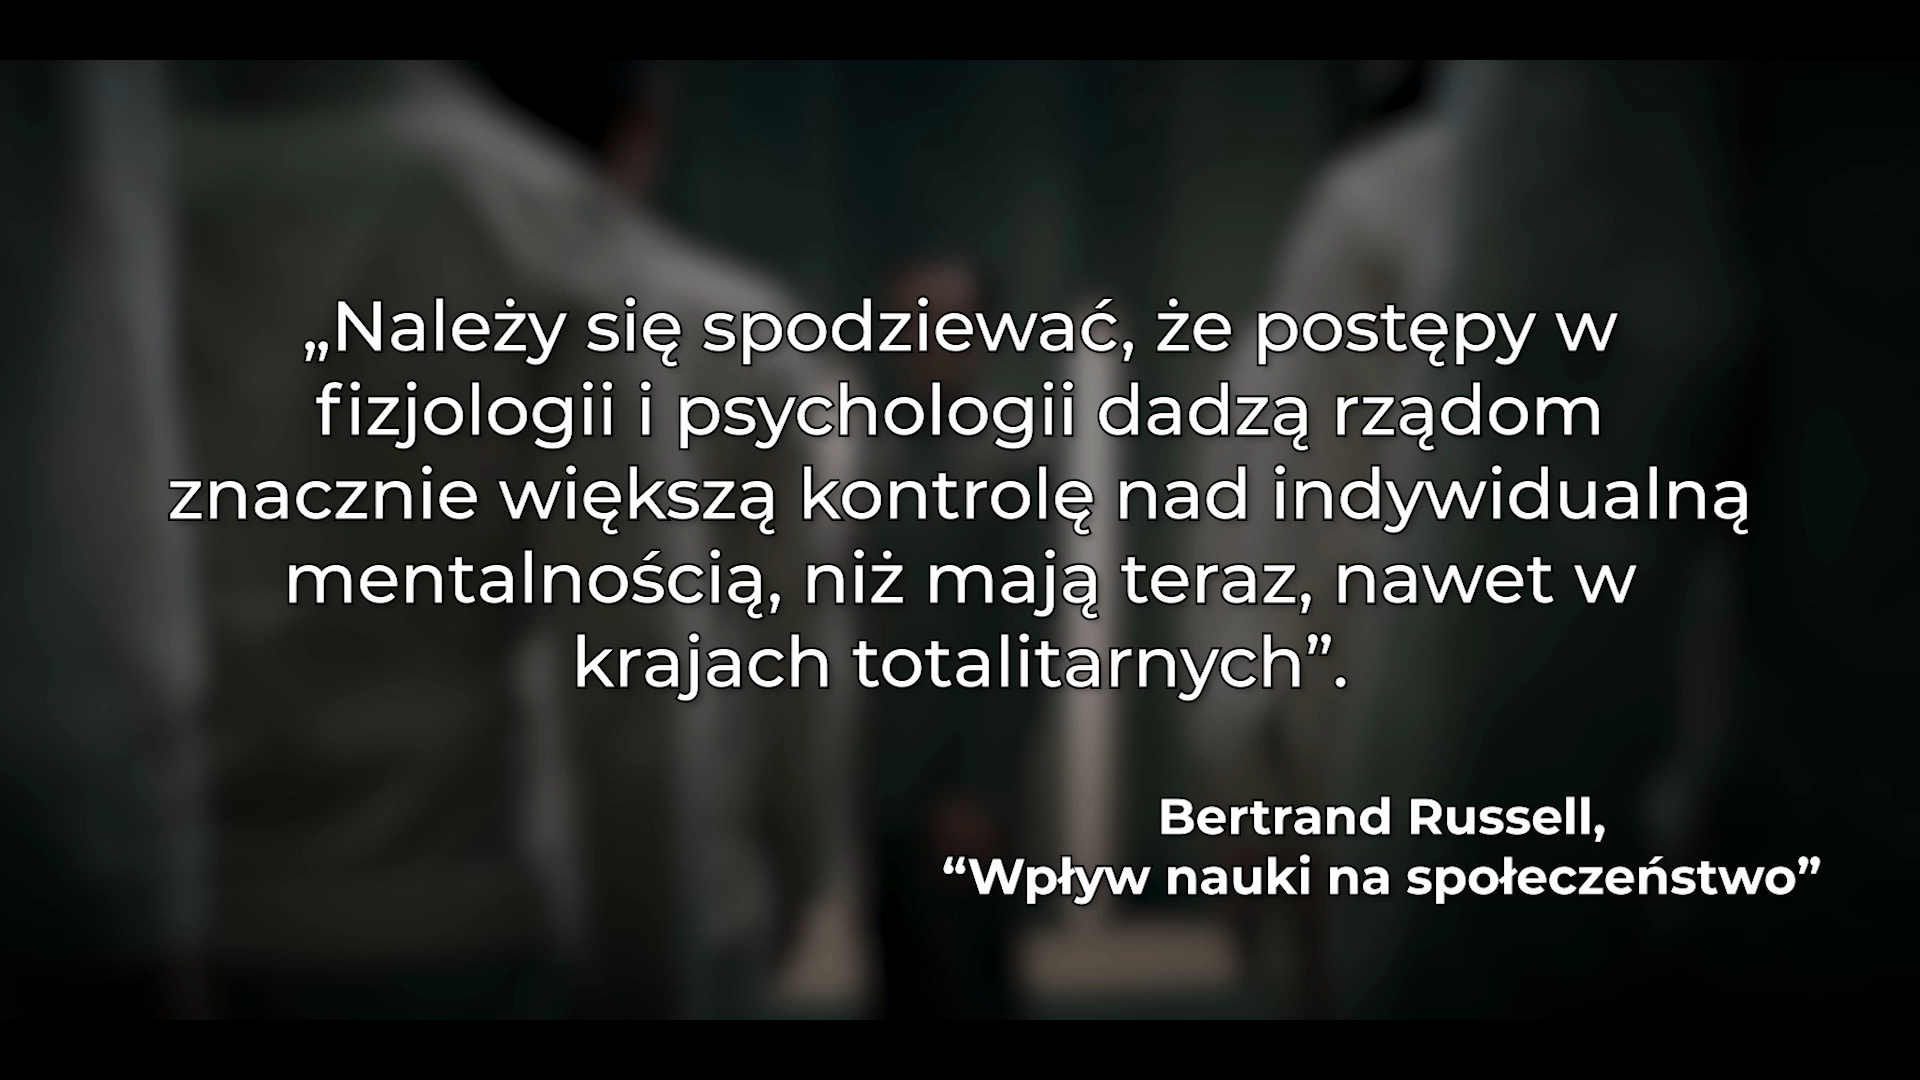 „Należy się spodziewać, że postępy w
fizjologii i psychologii dadzą rządom
znacznie większą kontrolę nad indywidualną
mentalnością, niż mają teraz, nawet w
krajach totalitarnych”.
Bertrand Russell,
“Wpływ nauki na społeczeństwo”